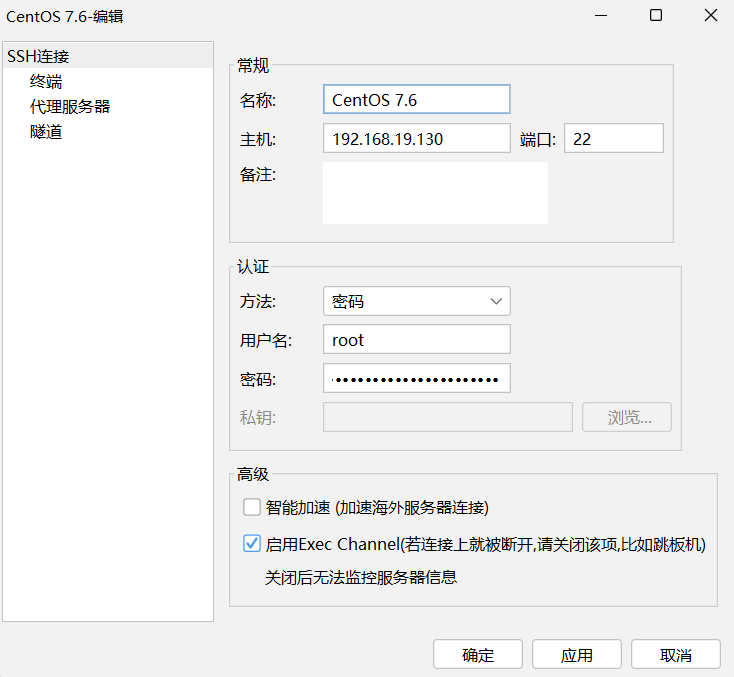 CentOS 7.6-编辑
SSH连接
终端
代理服务器
隧道
常规
名称: CentOS 7.6
主机: 192.168.19.130 端口: 22
备注:
认证
方法: 密码
用户名: root
密码: ••••••••••••••••••••••
私钥: 浏览...
高级
智能加速 (加速海外服务器连接)
启用Exec Channel(若连接上就被断开,请关闭该项,比如跳板机)
关闭后无法监控服务器信息
确定 应用 取消